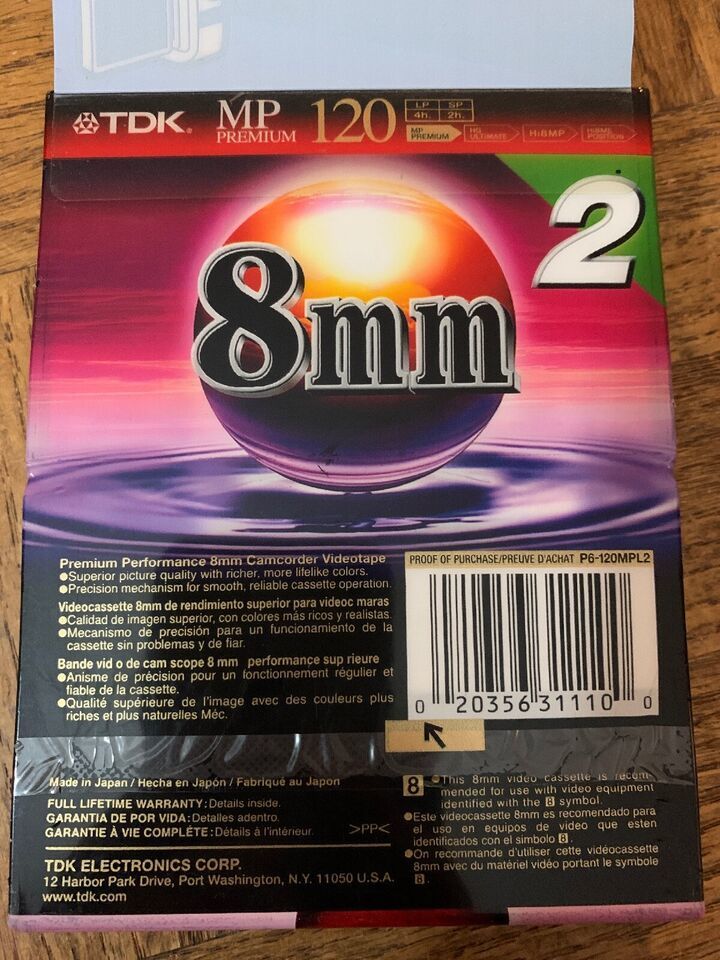 TDK® MP PREMIUM 120
LP SP
4h. 2h.
MP PREMIUM HG ULTIMATE Hi8MP Hi8ME POSITION
2
8mm
Premium Performance 8mm Camcorder Videotape
●Superior picture quality with richer, more lifelike colors.
●Precision mechanism for smooth, reliable cassette operation.
Videocassette 8mm de rendimiento superior para videoc maras
●Calidad de imagen superior, con colores más ricos y realistas.
●Mecanismo de precisión para un funcionamiento de la
cassette sin problemas y de fiar.
Bande vid o de cam scope 8 mm performance sup rieure
●Anisme de précision pour un fonctionnement régulier et
fiable de la cassette.
●Qualité supérieure de l'image avec des couleurs plus
riches et plus naturelles Méc.
PROOF OF PURCHASE/PREUVE D'ACHAT P6-120MPL2
0 20356 31110 0
Made in Japan / Hecha en Japón / Fabriqué au Japon
FULL LIFETIME WARRANTY: Details inside.
GARANTIA DE POR VIDA: Detalles adentro.
GARANTIE À VIE COMPLÉTE: Détails à l'intérieur.
>PP<
TDK ELECTRONICS CORP.
12 Harbor Park Drive, Port Washington, N.Y. 11050 U.S.A.
www.tdk.com
8 ●This 8mm video cassette is recom-
mended for use with video equipment
identified with the 8 symbol.
●Este videocassette 8mm es recomendado para
el uso en equipos de video que esten
identificados con el simbolo 8.
●On recommande d'utiliser cette vidéocassette
8mm avec du matériel vidéo portant le symbole
8.